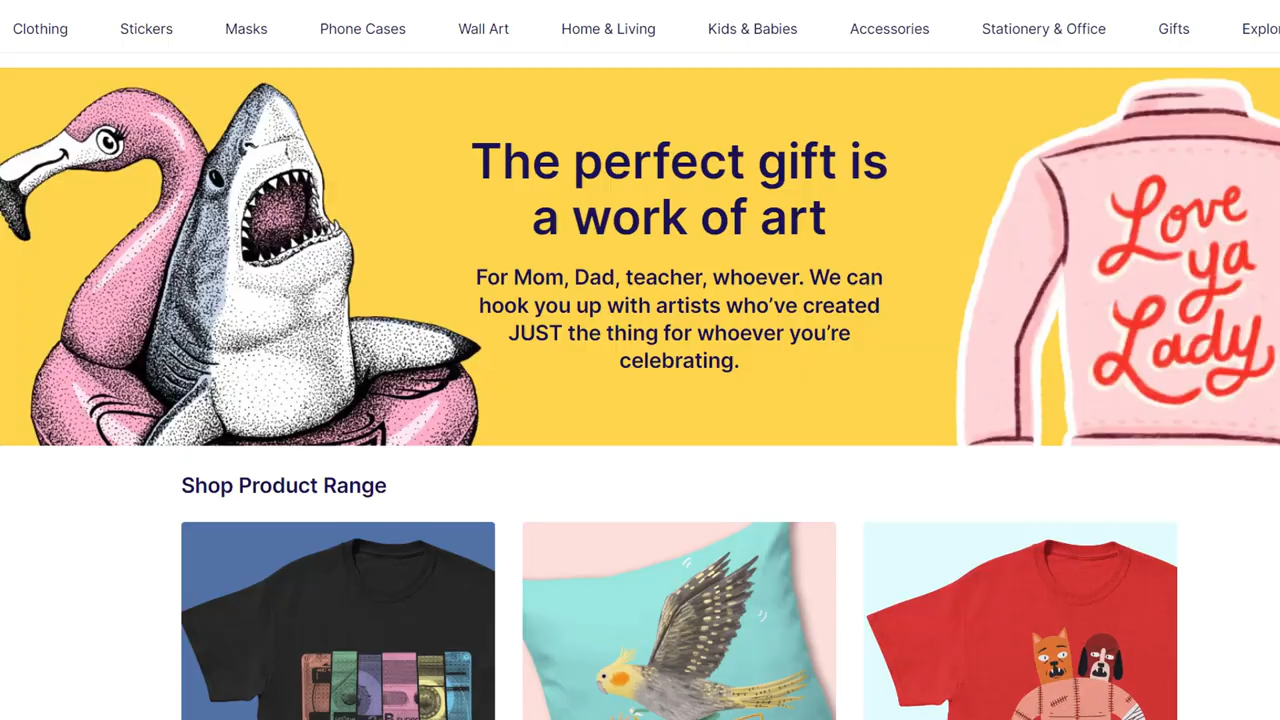 Clothing Stickers Masks Phone Cases Wall Art Home & Living Kids & Babies Accessories Stationery & Office Gifts
The perfect gift is
a work of art
For Mom, Dad, teacher, whoever. We can
hook you up with artists who’ve created
JUST the thing for whoever you’re
celebrating.
Love
ya
Lady
Shop Product Range